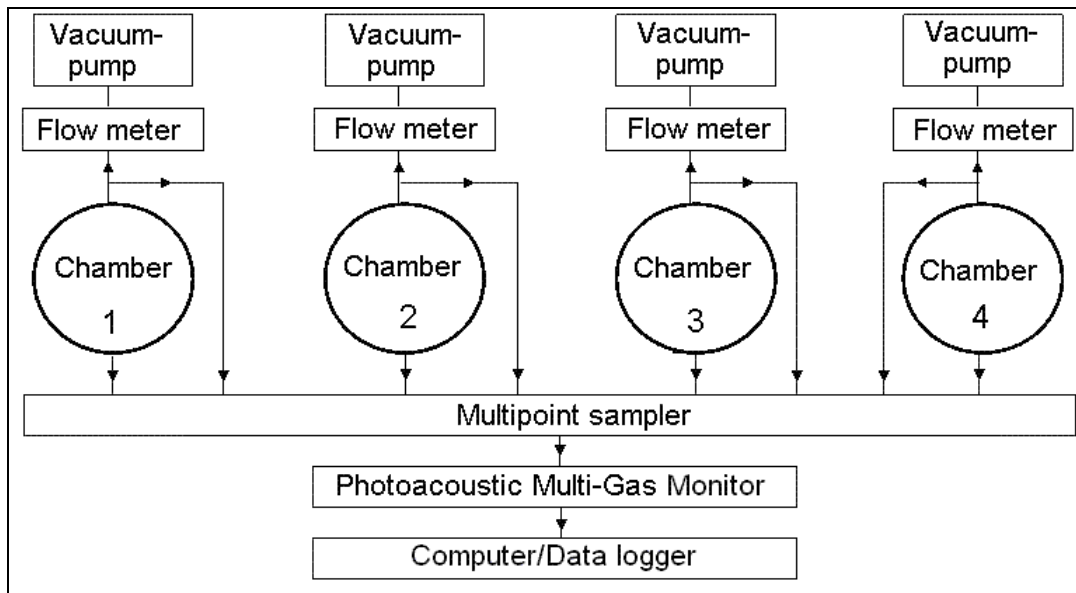 Vacuum-
pump
Vacuum-
pump
Vacuum-
pump
Vacuum-
pump
Flow meter
Flow meter
Flow meter
Flow meter
Chamber
1
Chamber
2
Chamber
3
Chamber
4
Multipoint sampler
Photoacoustic Multi-Gas Monitor
Computer/Data logger